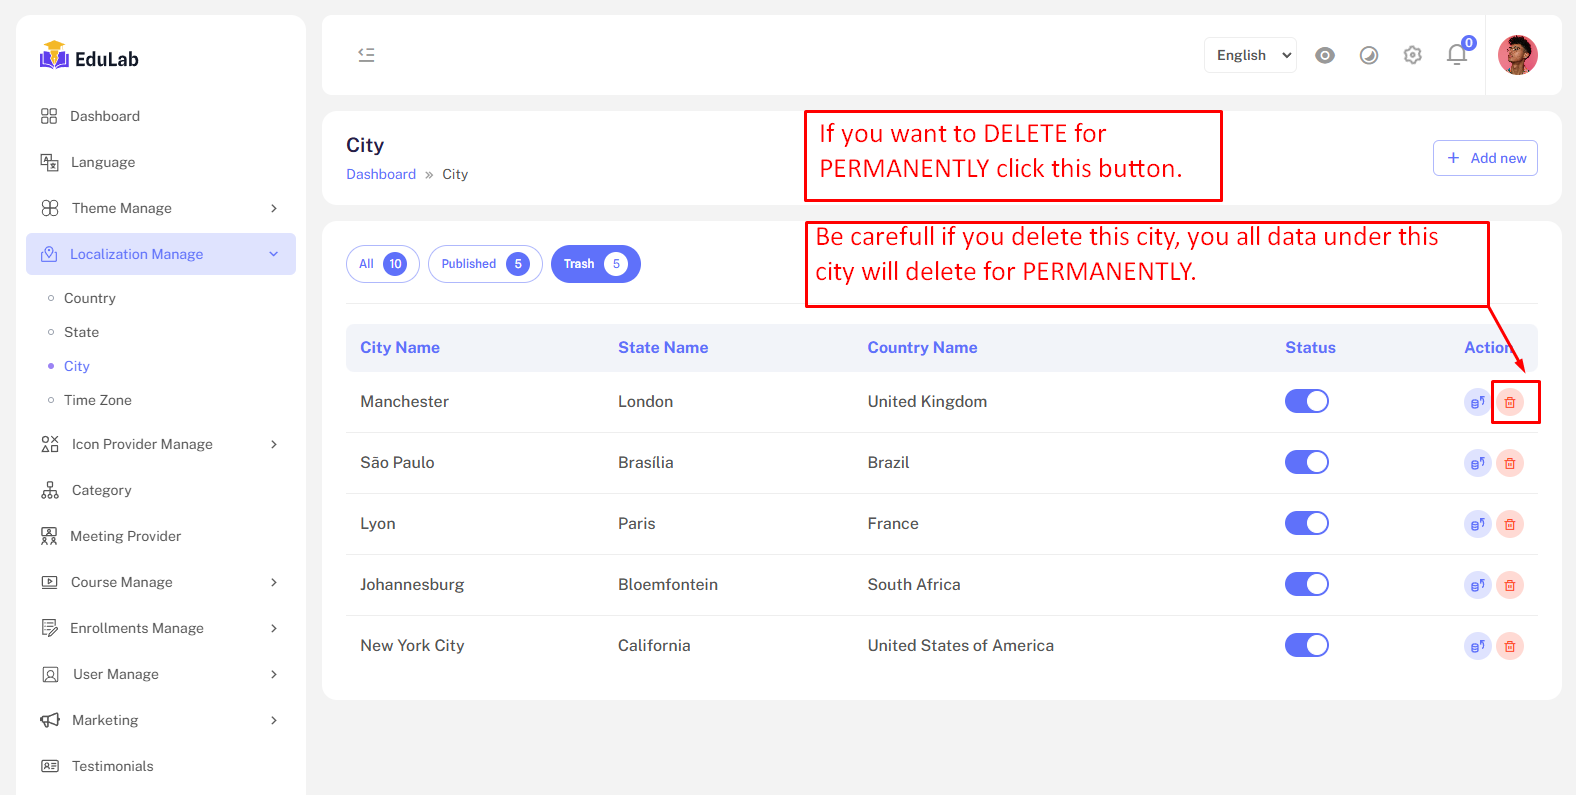 EduLab
Dashboard
Language
Theme Manage
Localization Manage
Country
State
City
Time Zone
Icon Provider Manage
Category
Meeting Provider
Course Manage
Enrollments Manage
User Manage
Marketing
Testimonials
English
0
City
Dashboard » City
If you want to DELETE for
PERMANENTLY click this button.
+ Add new
Be carefull if you delete this city, you all data under this
city will delete for PERMANENTLY.
All 10 Published 5 Trash 5
City Name State Name Country Name Status Action
Manchester London United Kingdom
São Paulo Brasília Brazil
Lyon Paris France
Johannesburg Bloemfontein South Africa
New York City California United States of America